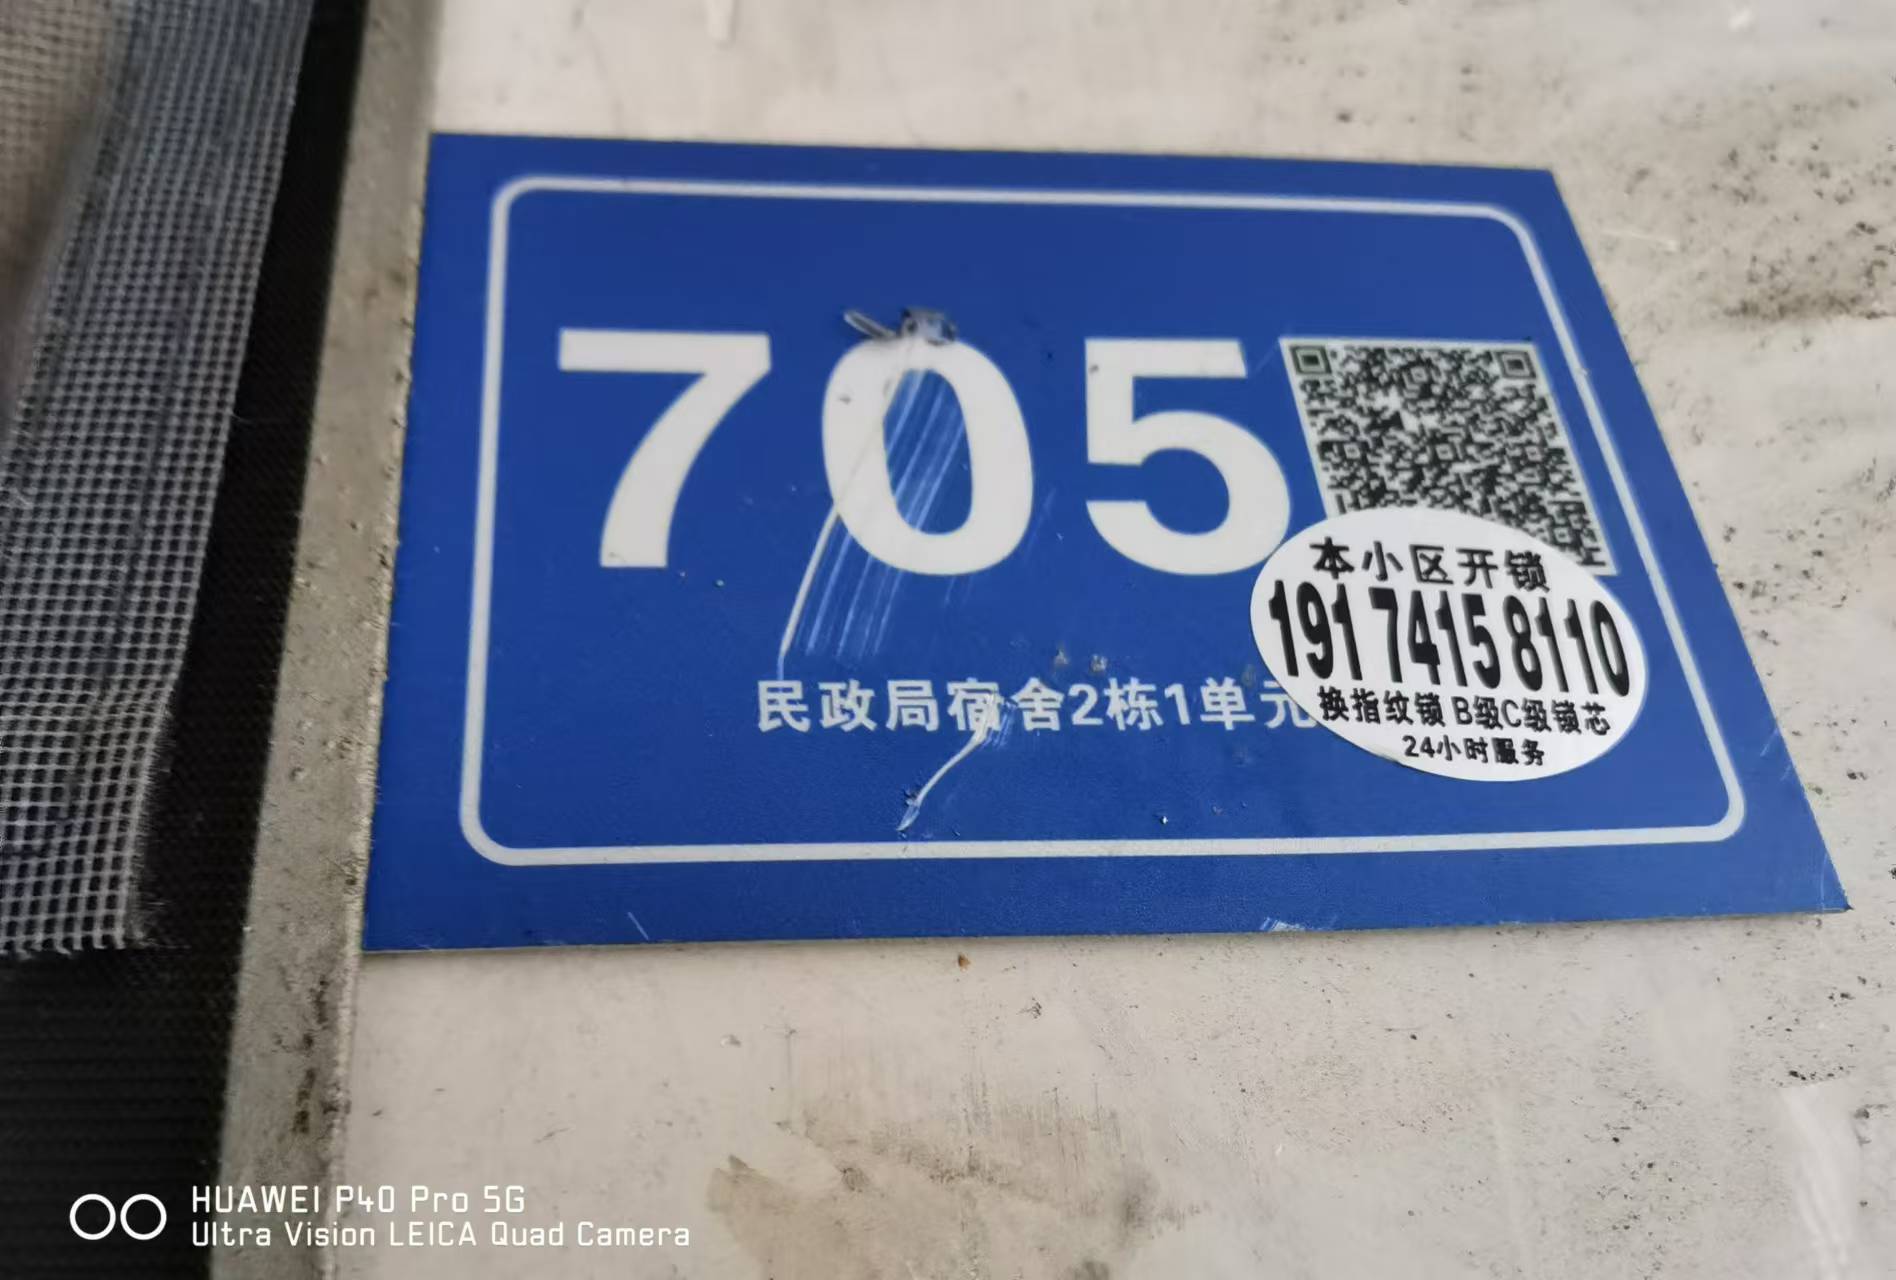 705
民政局宿舍2栋1单元
本小区开锁
191 7415 8110
换指纹锁 B级C级锁芯
24小时服务
HUAWEI P40 Pro 5G
Ultra Vision LEICA Quad Camera